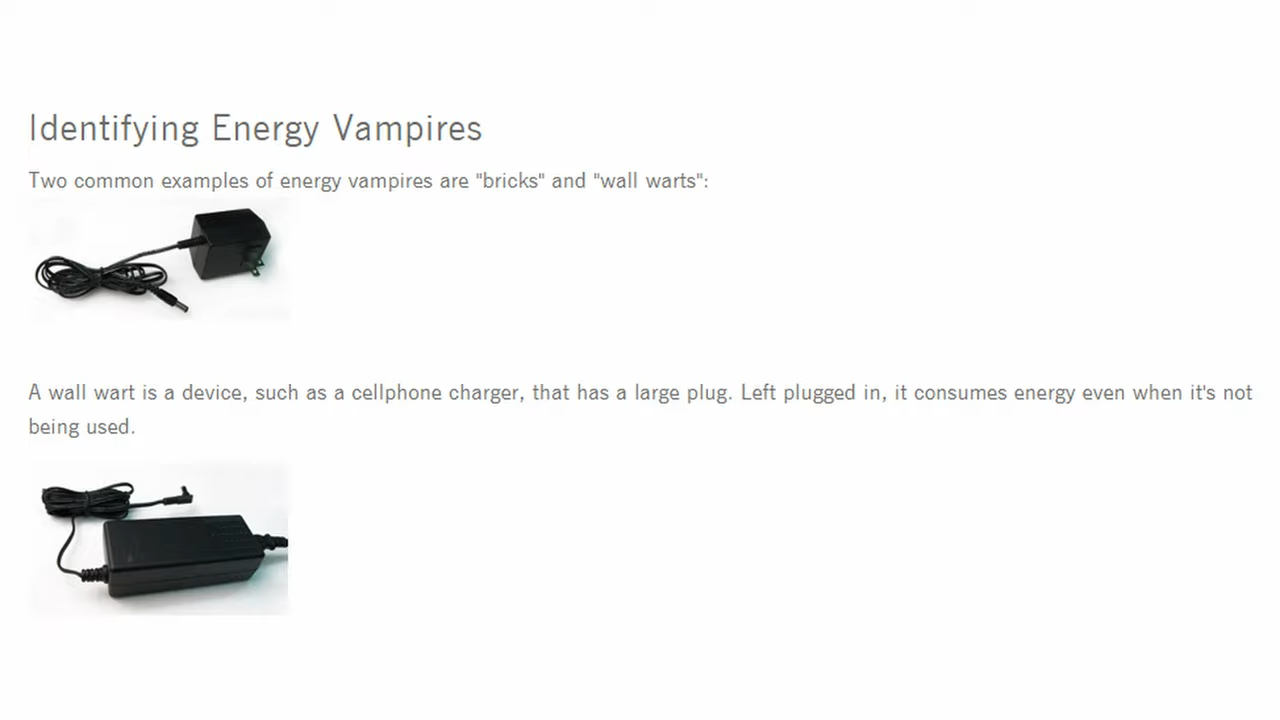 Identifying Energy Vampires
Two common examples of energy vampires are "bricks" and "wall warts":
A wall wart is a device, such as a cellphone charger, that has a large plug. Left plugged in, it consumes energy even when it's not
being used.